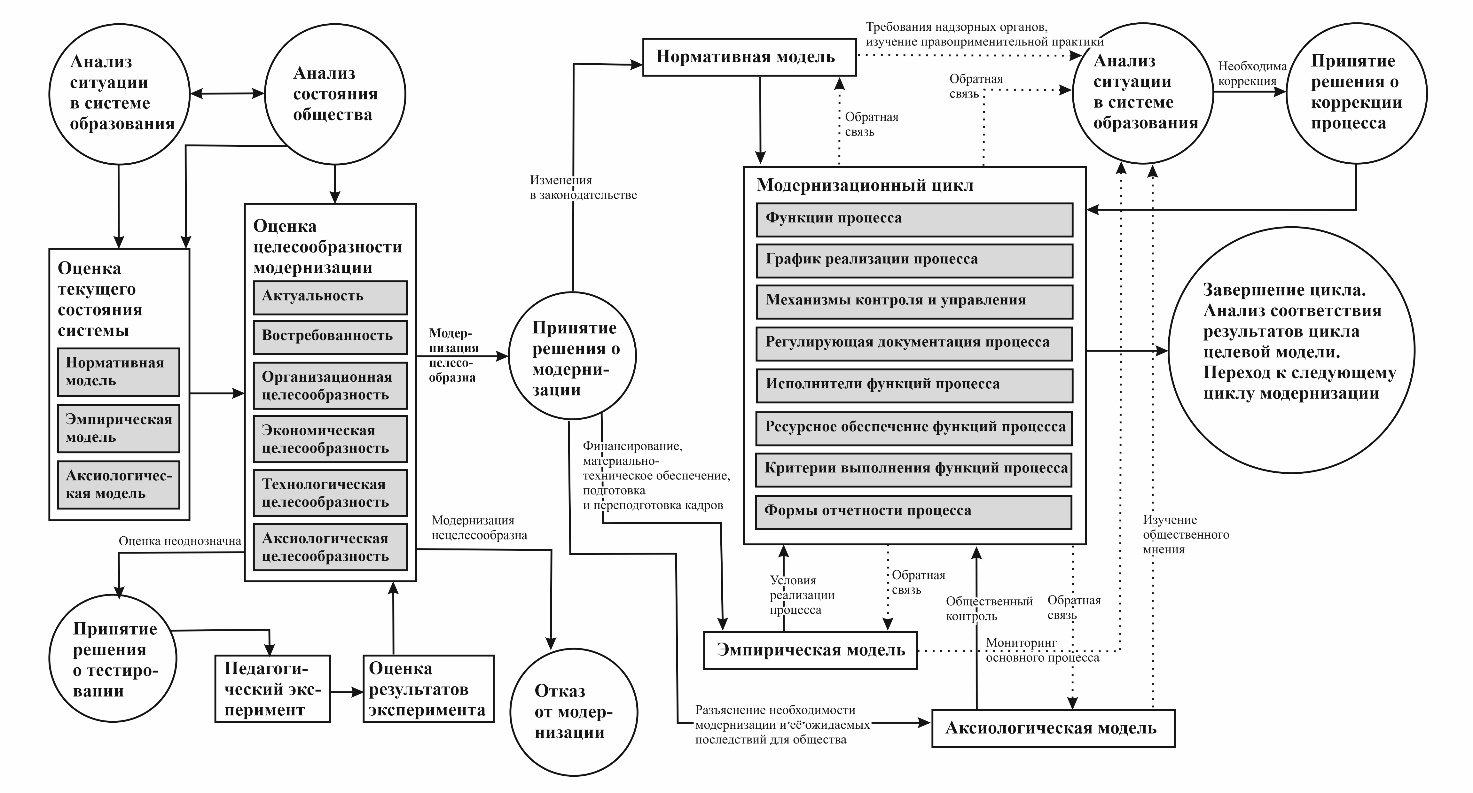 Анализ
ситуации
в системе
образования
Анализ
состояния
общества
Оценка
текущего
состояния
системы
Нормативная
модель
Эмпирическая
модель
Аксиологичес-
кая модель
Оценка
целесообразности
модернизации
Актуальность
Востребованность
Организационная
целесообразность
Экономическая
целесообразность
Технологическая
целесообразность
Аксиологическая
целесообразность
Оценка неоднозначна
Принятие
решения
о тестиро-
вании
Педагоги-
ческий экс-
перимент
Оценка
результатов
эксперимента
Модер-
низация
целесо-
образна
Модернизация
нецелесообразна
Отказ
от модер-
низации
Принятие
решения о
модерни-
зации
Изменения
в законодательстве
Финансирование,
материально-
техническое обеспечение,
подготовка
и переподготовка кадров
Разъяснение необходимости
модернизации и её ожидаемых
последствий для общества
Нормативная модель
Требования надзорных органов,
изучение правоприменительной практики
Обратная
связь
Обратная
связь
Модернизационный цикл
Функции процесса
График реализации процесса
Механизмы контроля и управления
Регулирующая документация процесса
Исполнители функций процесса
Ресурсное обеспечение функций процесса
Критерии выполнения функций процесса
Формы отчетности процесса
Условия
реализации
процесса
Обратная
связь
Общественный
контроль
Обратная
связь
Эмпирическая модель
Мониторинг
основного процесса
Аксиологическая модель
Изучение
общественного
мнения
Анализ
ситуации
в системе
образования
Необходима
коррекция
Принятие
решения о
коррекции
процесса
Завершение цикла.
Анализ соответствия
результатов цикла
целевой модели.
Переход к следующему
циклу модернизации